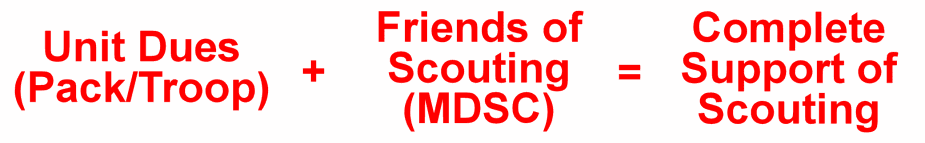 Unit Dues
(Pack/Troop)
+
Friends of
Scouting
(MDSC)
=
Complete
Support of
Scouting